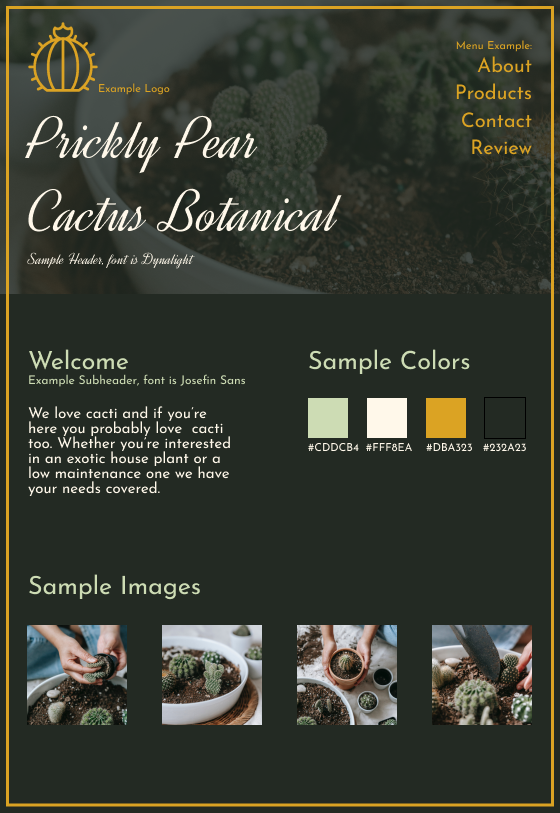 Example Logo
Menu Example:
About
Products
Contact
Review
Prickly Pear
Cactus Botanical
Sample Header, font is Dynalight
Welcome
Example Subheader, font is Josefin Sans
We love cacti and if you're
here you probably love  cacti
too. Whether you're interested
in an exotic house plant or a
low maintenance one we have
your needs covered.
Sample Colors
#CDDCB4 #FFF8EA #DBA323 #232A23
Sample Images